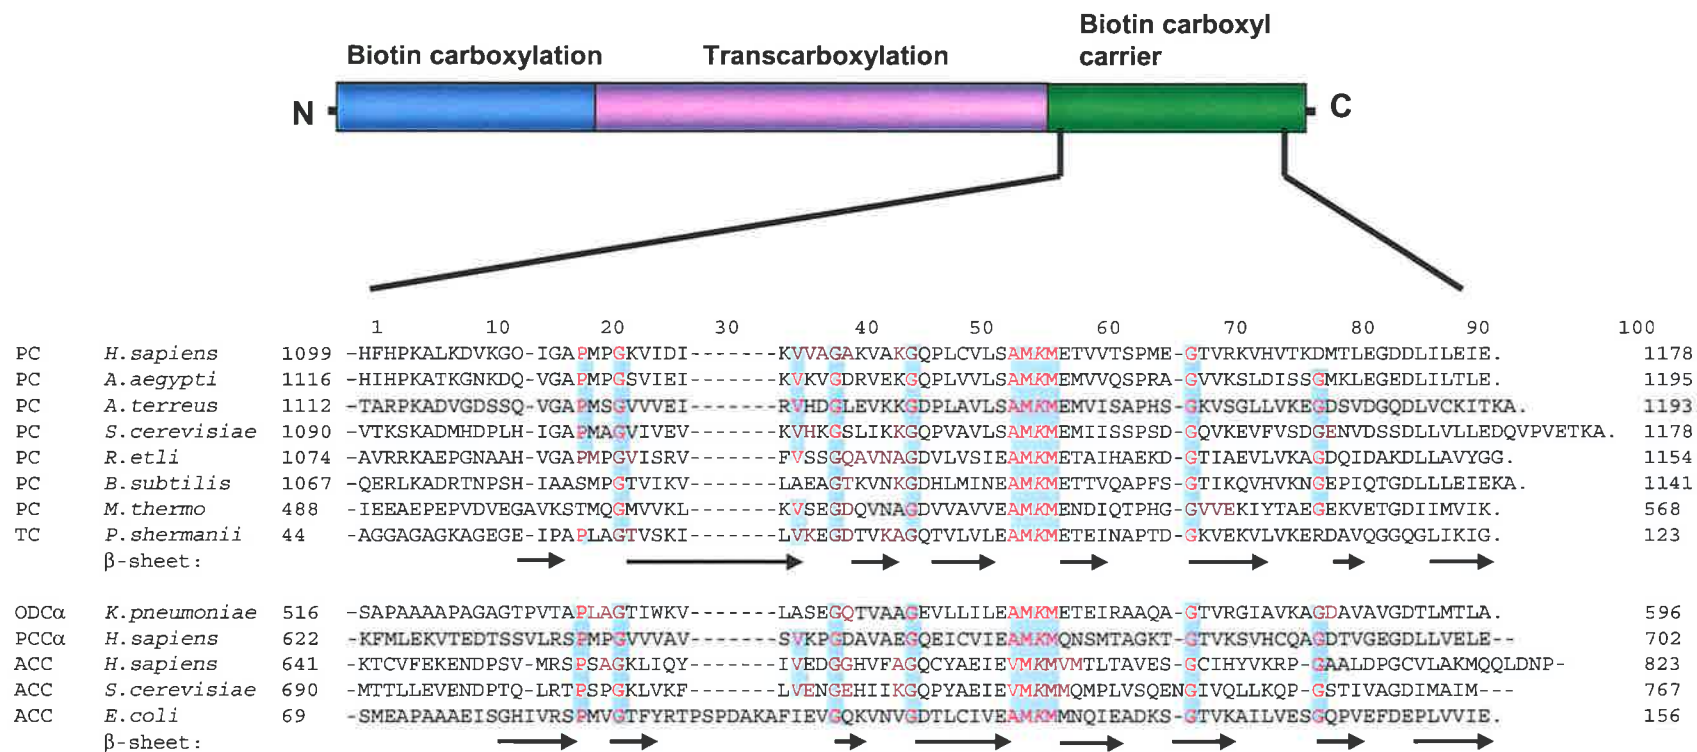 Biotin carboxyl
carrier
Biotin carboxylation Transcarboxylation
N C
1 10 20 30 40 50 60 70 80 90 100
PC H.sapiens 1099 -HFHPKALKDVKGO-IGAPMPGKVIDI-------KVVAGAKVAKGQPLCVLSAMKMETVVTSPME-GTVRKVHVTKDMTLEGDDLILEIE. 1178
PC A.aegypti 1116 -HIHPKATKGNKDQ-VGAPMPGSVIEI-------KVKVGDRVEKGQPLVVLSAMKMEMVVQSPRA-GVVKSLDISSGMKLEGEDLILTLE. 1195
PC A.terreus 1112 -TARPKADVGDSSQ-VGAPMSGVVVEI-------RVHDGLEVKKGDPLAVLSAMKMEMVISAPHS-GKVSGLLVKEGDSVDGQDLVCKITKA. 1193
PC S.cerevisiae 1090 -VTKSKADMHDPLH-IGAPMAGVIVEV-------KVHKGSLIKKGQPVAVLSAMKMEMIISSPSD-GQVKEVFVSDGENVDSSDLLVLLEDQVPVETKA. 1178
PC R.etli 1074 -AVRRKAEPGNAAH-VGAPMPGVISRV-------FVSSGQAVNAGDVLVSIEAMKMETAIHAEKD-GTIAEVLVKAGDQIDAKDLLAVYGG. 1154
PC B.subtilis 1067 -QERLKADRTNPSH-IAASMPGTVIKV-------LAEAGTKVNKGDHLMINEAMKMETTVQAPFS-GTIKQVHVKNGEPIQTGDLLLEIEKA. 1141
PC M.thermo 488 -IEEAEPEPVDVEGAVKSTMQGMVVKL-------KVSEGDQVNAGDVVAVVEAMKMENDIQTPHG-GVVEKIYTAEGEKVETGDIIMVIK. 568
TC P.shermanii 44 -AGGAGAGKAGEGE-IPAPLAGTVSKI-------LVKEGDTVKAGQTVLVLEAMKMETEINAPTD-GKVEKVLVKERDAVQGGQGLIKIG. 123
β-sheet:
ODCα K.pneumoniae 516 -SAPAAAAPAGAGTPVTAPLAGTIWKV-------LASEGQTVAAGEVLLILEAMKMETEIRAAQA-GTVRGIAVKAGDAVAVGDTLMTLA. 596
PCCα H.sapiens 622 -KFMLEKVTEDTSSVLRSPMPGVVVAV-------SVKPGDAVAEGQEICVIEAMKMQNSMTAGKT-GTVKSVHCQAGDTVGEGDLLVELE-- 702
ACC H.sapiens 641 -KTCVFEKENDPSV-MRSPSAGKLIQY-------IVEDGGHVFAGQCYAEIEVMKMVMTLTAVES-GCIHYVKRP-GAALDPGCVLAKMQQLDNP- 823
ACC S.cerevisiae 690 -MTTLLEVENDPTQ-LRTPSPGKLVKF-------LVENGEHIIKGQPYAEIEVMKMMQMPLVSQENGIVQLLKQP-GSTIVAGDIMAIM--- 767
ACC E.coli 69 -SMEAPAAAEISGHIVRSPMVGTFYRTPSPDAKAFIEVGQKVNVGDTLCIVEAMKMMNQIEADKS-GTVKAILVESGQPVEFDEPLVVIE. 156
β-sheet: